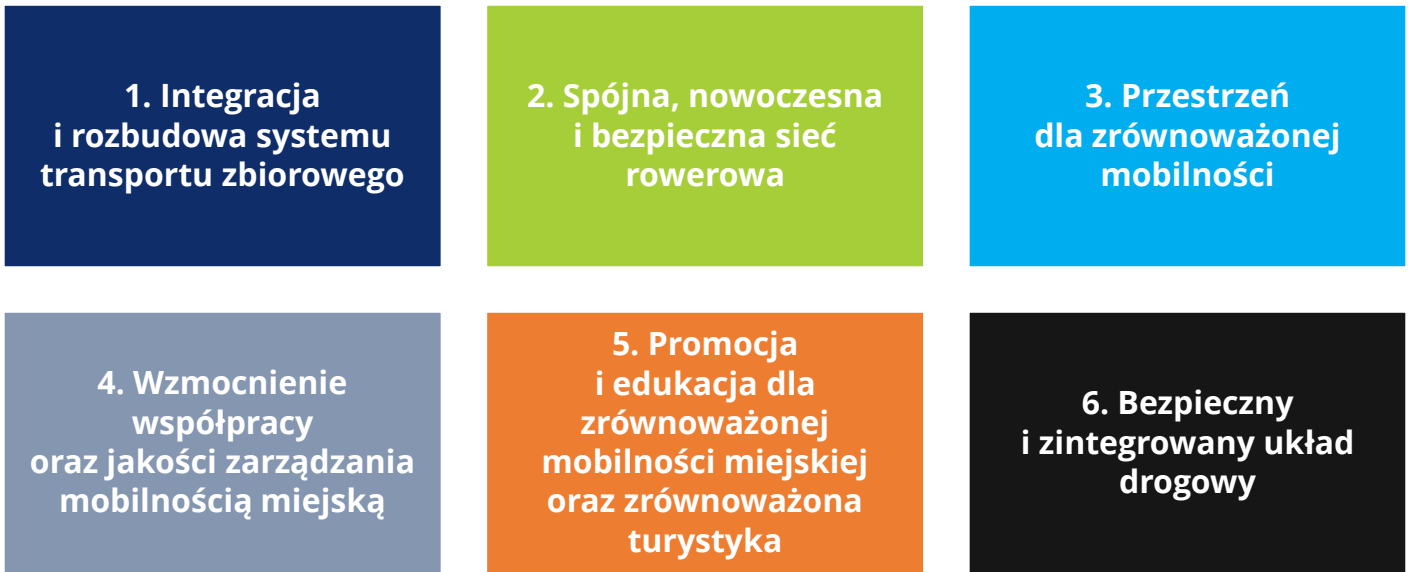 1. Integracja
i rozbudowa systemu
transportu zbiorowego
2. Spójna, nowoczesna
i bezpieczna sieć
rowerowa
3. Przestrzeń
dla zrównoważonej
mobilności
4. Wzmocnienie
współpracy
oraz jakości zarządzania
mobilnością miejską
5. Promocja
i edukacja dla
zrównoważonej
mobilności miejskiej
oraz zrównoważona
turystyka
6. Bezpieczny
i zintegrowany układ
drogowy